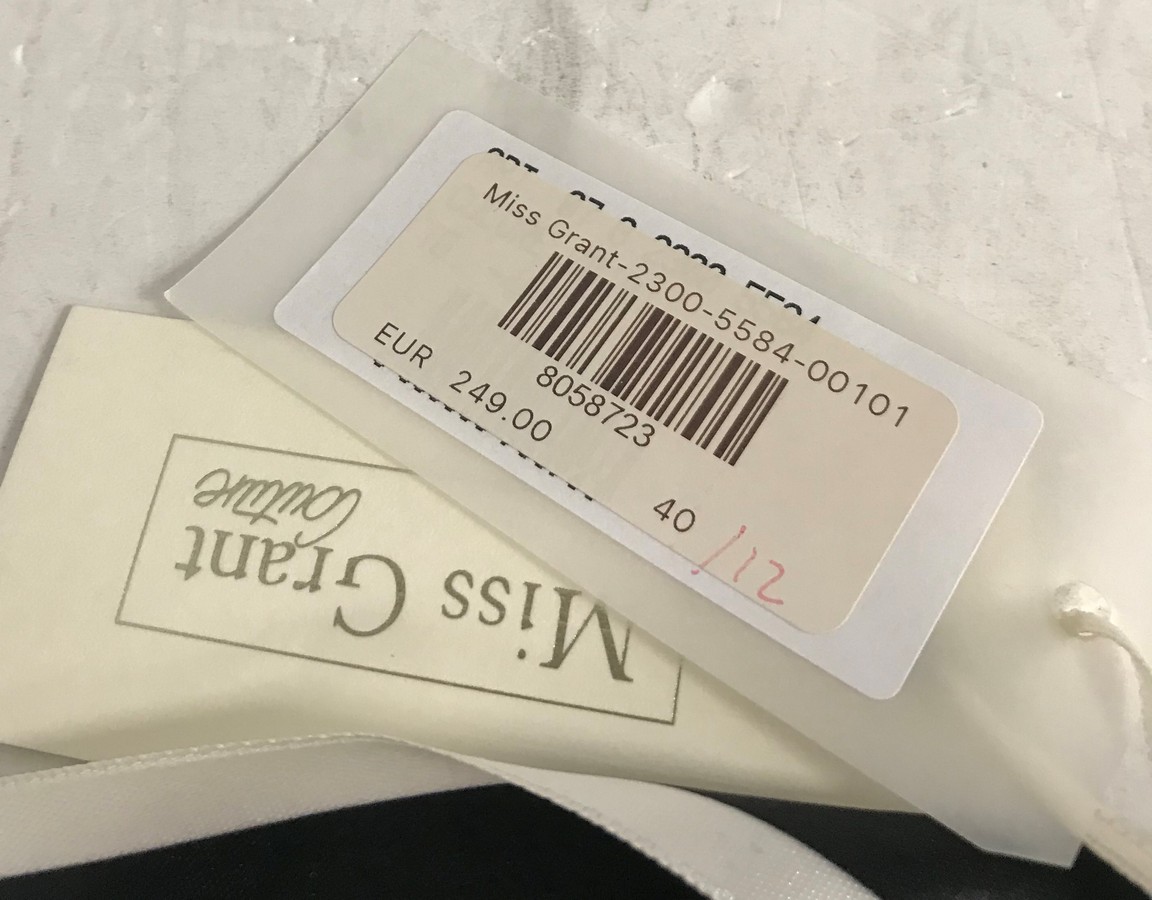 Miss Grant-2300-5584-00101
8058723
EUR 249.00
40
Miss Grant
Couture